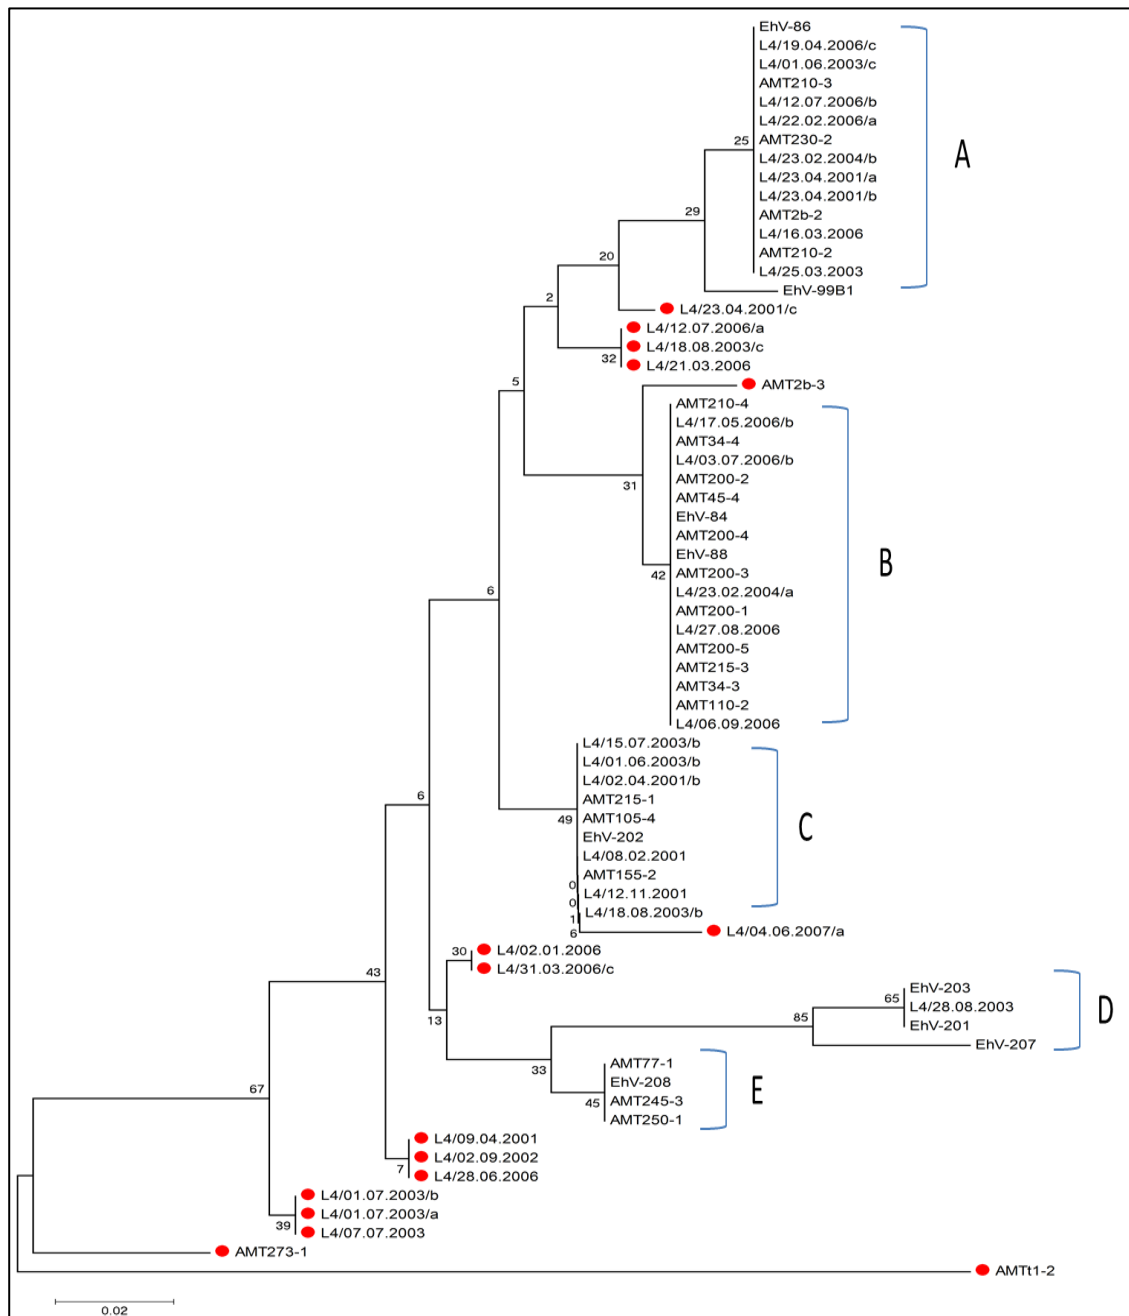 EhV-86
L4/19.04.2006/c
L4/01.06.2003/c
AMT210-3
L4/12.07.2006/b
L4/22.02.2006/a
AMT230-2
25
L4/23.02.2004/b
A
L4/23.04.2001/a
L4/23.04.2001/b
AMT2b-2
29
L4/16.03.2006
AMT210-2
20
L4/25.03.2003
EhV-99B1
2
L4/23.04.2001/c
L4/12.07.2006/a
L4/18.08.2003/c
32
L4/21.03.2006
5
AMT2b-3
AMT210-4
L4/17.05.2006/b
AMT34-4
L4/03.07.2006/b
AMT200-2
31
AMT45-4
EhV-84
AMT200-4
EhV-88
B
42
AMT200-3
L4/23.02.2004/a
6
AMT200-1
L4/27.08.2006
AMT200-5
AMT215-3
AMT34-3
AMT110-2
L4/06.09.2006
L4/15.07.2003/b
L4/01.06.2003/b
L4/02.04.2001/b
6
AMT215-1
49
AMT105-4
C
EhV-202
L4/08.02.2001
AMT155-2
0
L4/12.11.2001
0
L4/18.08.2003/b
1
6
L4/04.06.2007/a
30
L4/02.01.2006
L4/31.03.2006/c
43
EhV-203
65
L4/28.08.2003
D
13
85
EhV-201
EhV-207
33
AMT77-1
EhV-208
E
67
45
AMT245-3
AMT250-1
L4/09.04.2001
L4/02.09.2002
7
L4/28.06.2006
L4/01.07.2003/b
L4/01.07.2003/a
39
L4/07.07.2003
AMT273-1
AMTt1-2
0.02